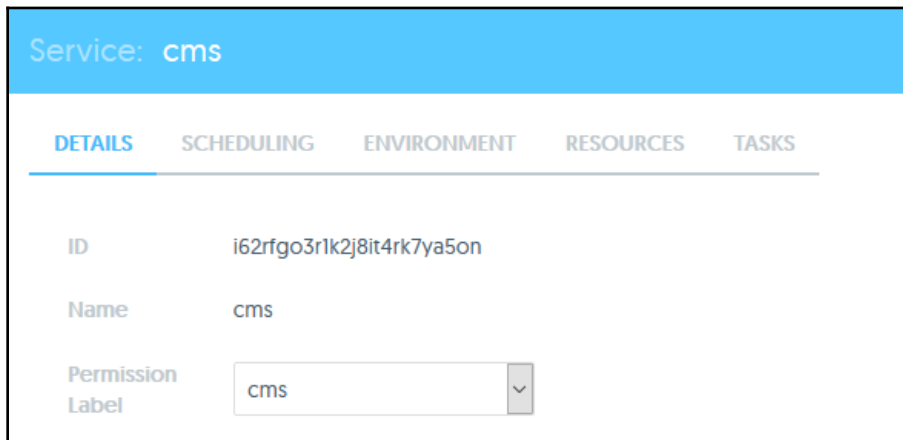 Service: cms
DETAILS SCHEDULING ENVIRONMENT RESOURCES TASKS
ID i62rfgo3r1k2j8it4rk7ya5on
Name cms
Permission
Label cms